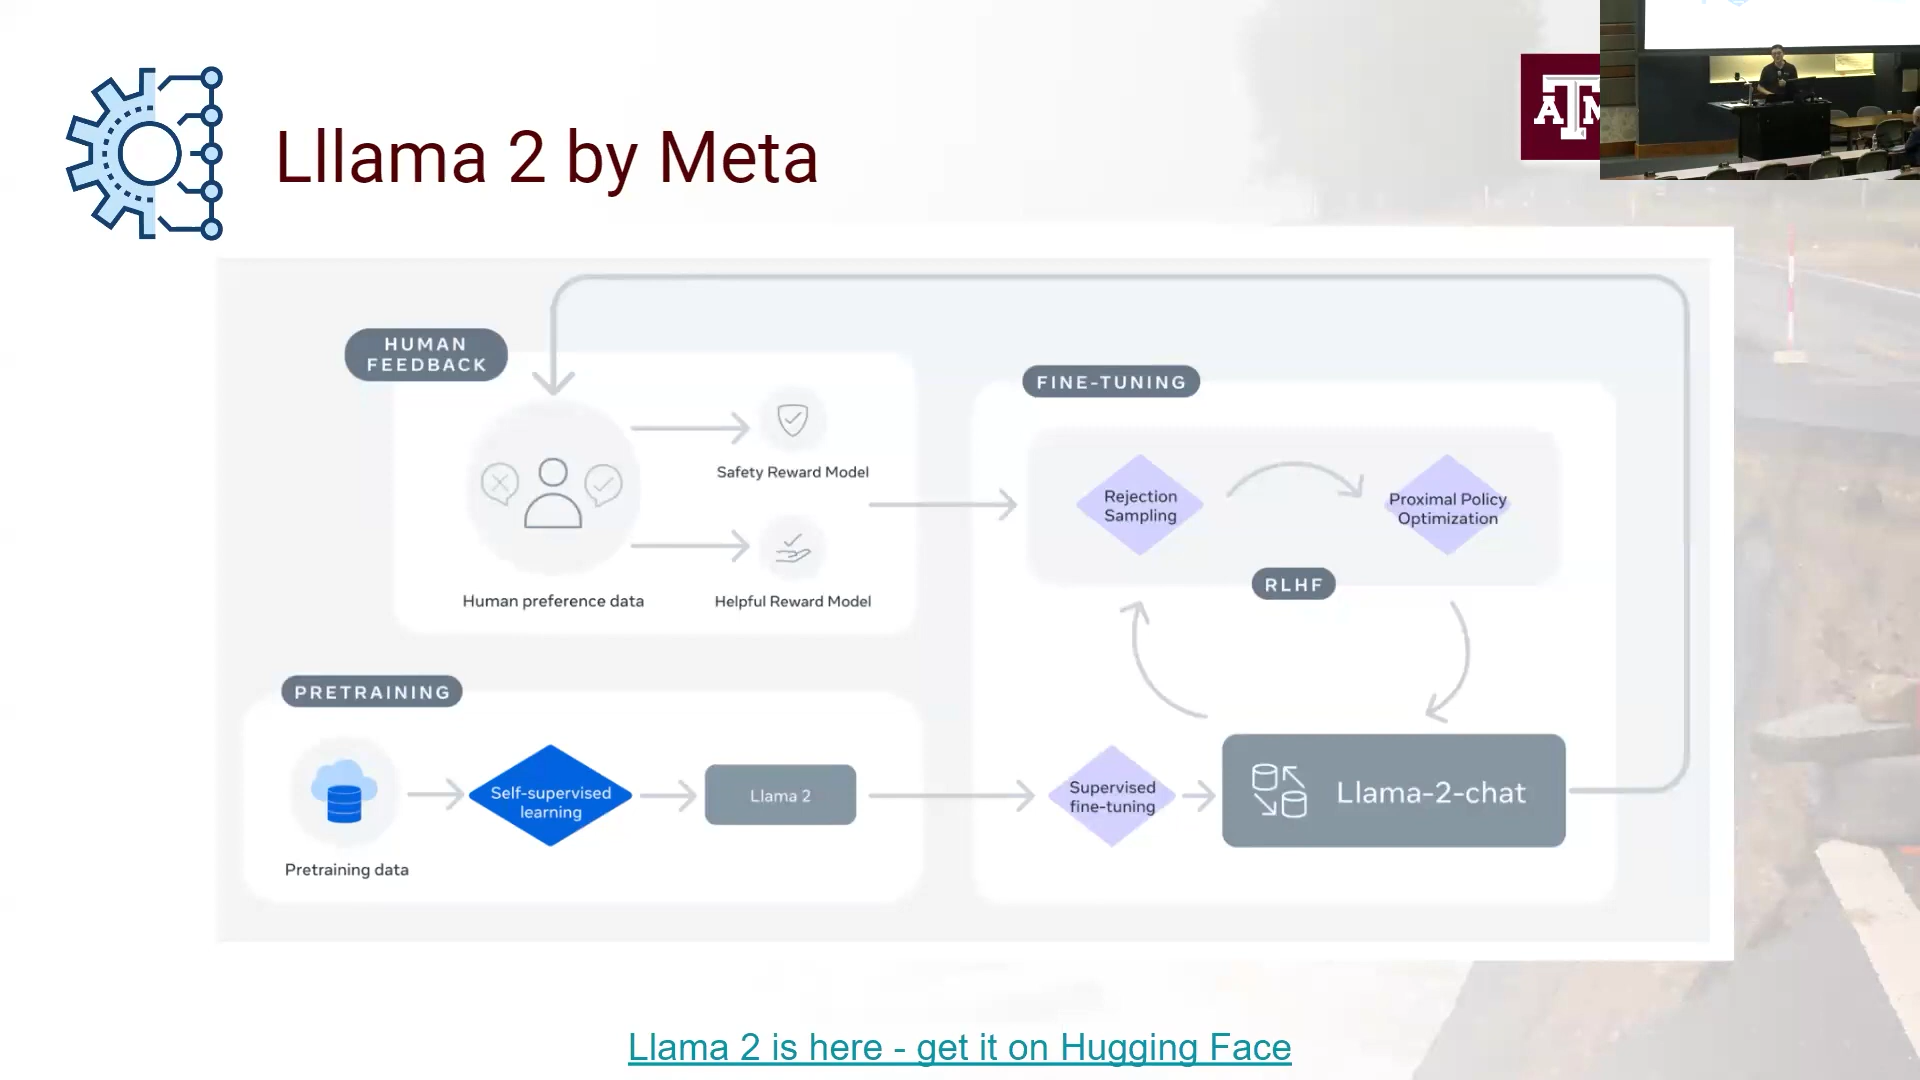 Lllama 2 by Meta
ATM
HUMAN
FEEDBACK
Safety Reward Model
Helpful Reward Model
Human preference data
FINE-TUNING
Rejection
Sampling
Proximal Policy
Optimization
RLHF
PRETRAINING
Self-supervised
learning
Llama 2
Pretraining data
Supervised
fine-tuning
Llama-2-chat
Llama 2 is here - get it on Hugging Face